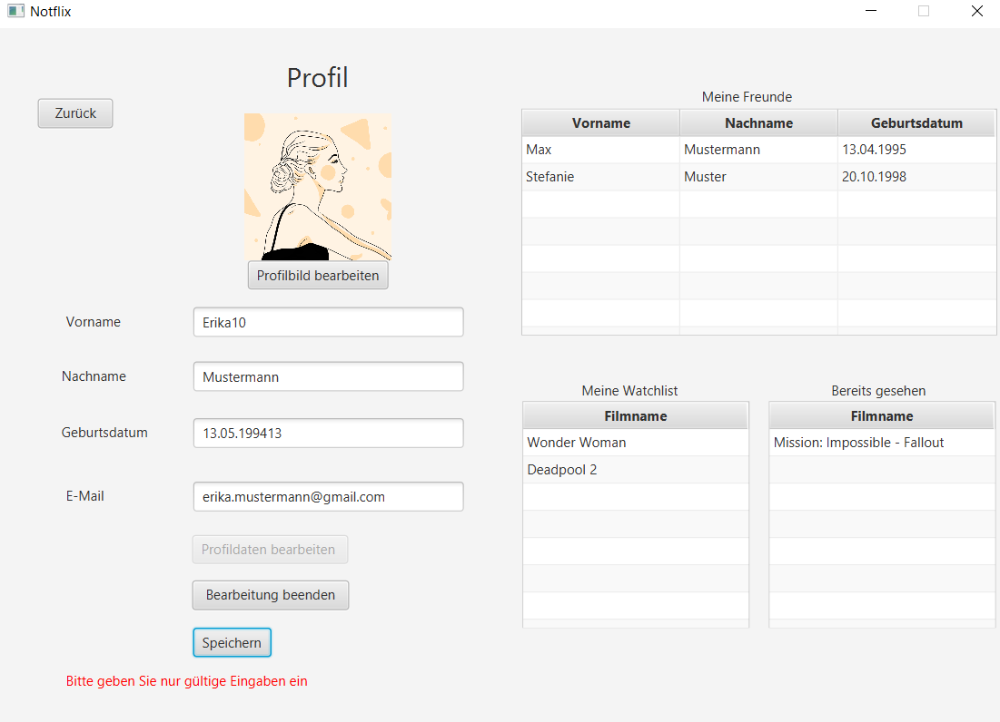 Notflix
Profil
Zurück
Profilbild bearbeiten
Vorname Erika10
Nachname Mustermann
Geburtsdatum 13.05.199413
E-Mail erika.mustermann@gmail.com
Profildaten bearbeiten
Bearbeitung beenden
Speichern
Bitte geben Sie nur gültige Eingaben ein
Meine Freunde
Vorname Nachname Geburtsdatum
Max Mustermann 13.04.1995
Stefanie Muster 20.10.1998
Meine Watchlist
Filmname
Wonder Woman
Deadpool 2
Bereits gesehen
Filmname
Mission: Impossible - Fallout